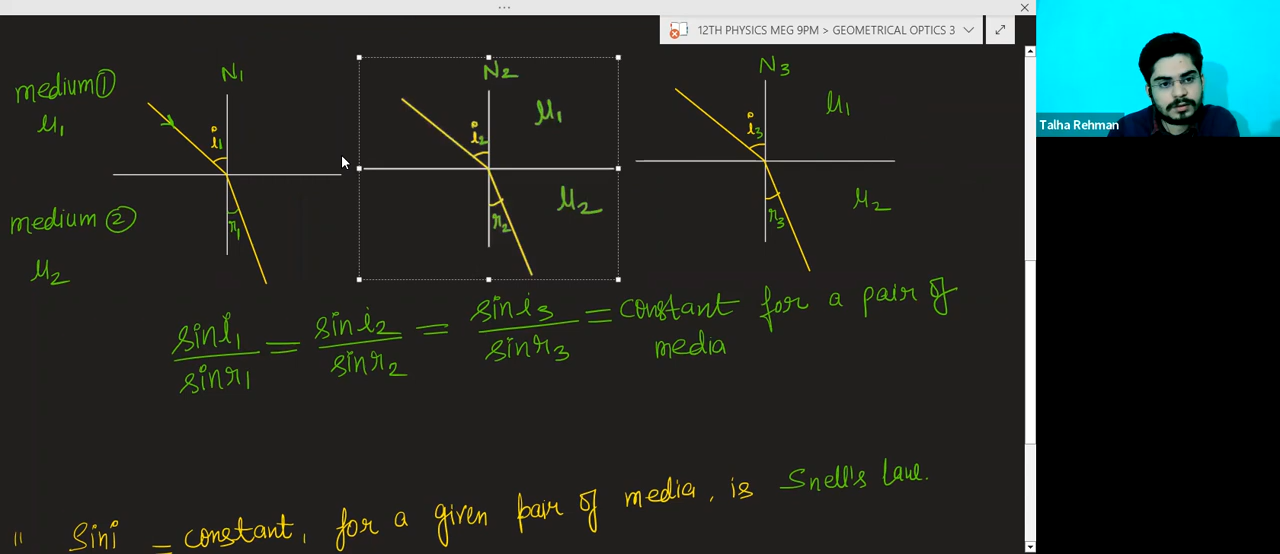 12TH PHYSICS MEG 9PM > GEOMETRICAL OPTICS 3
Talha Rehman
medium ①
μ1
medium ②
μ2
N1
i1
r1
N2
i2
μ1
r2
μ2
N3
i3
μ1
r3
μ2
sini1/sinr1 = sini2/sinr2 = sini3/sinr3 = constant for a pair of
media
" sini = constant, for a given pair of media, is Snell's Law.